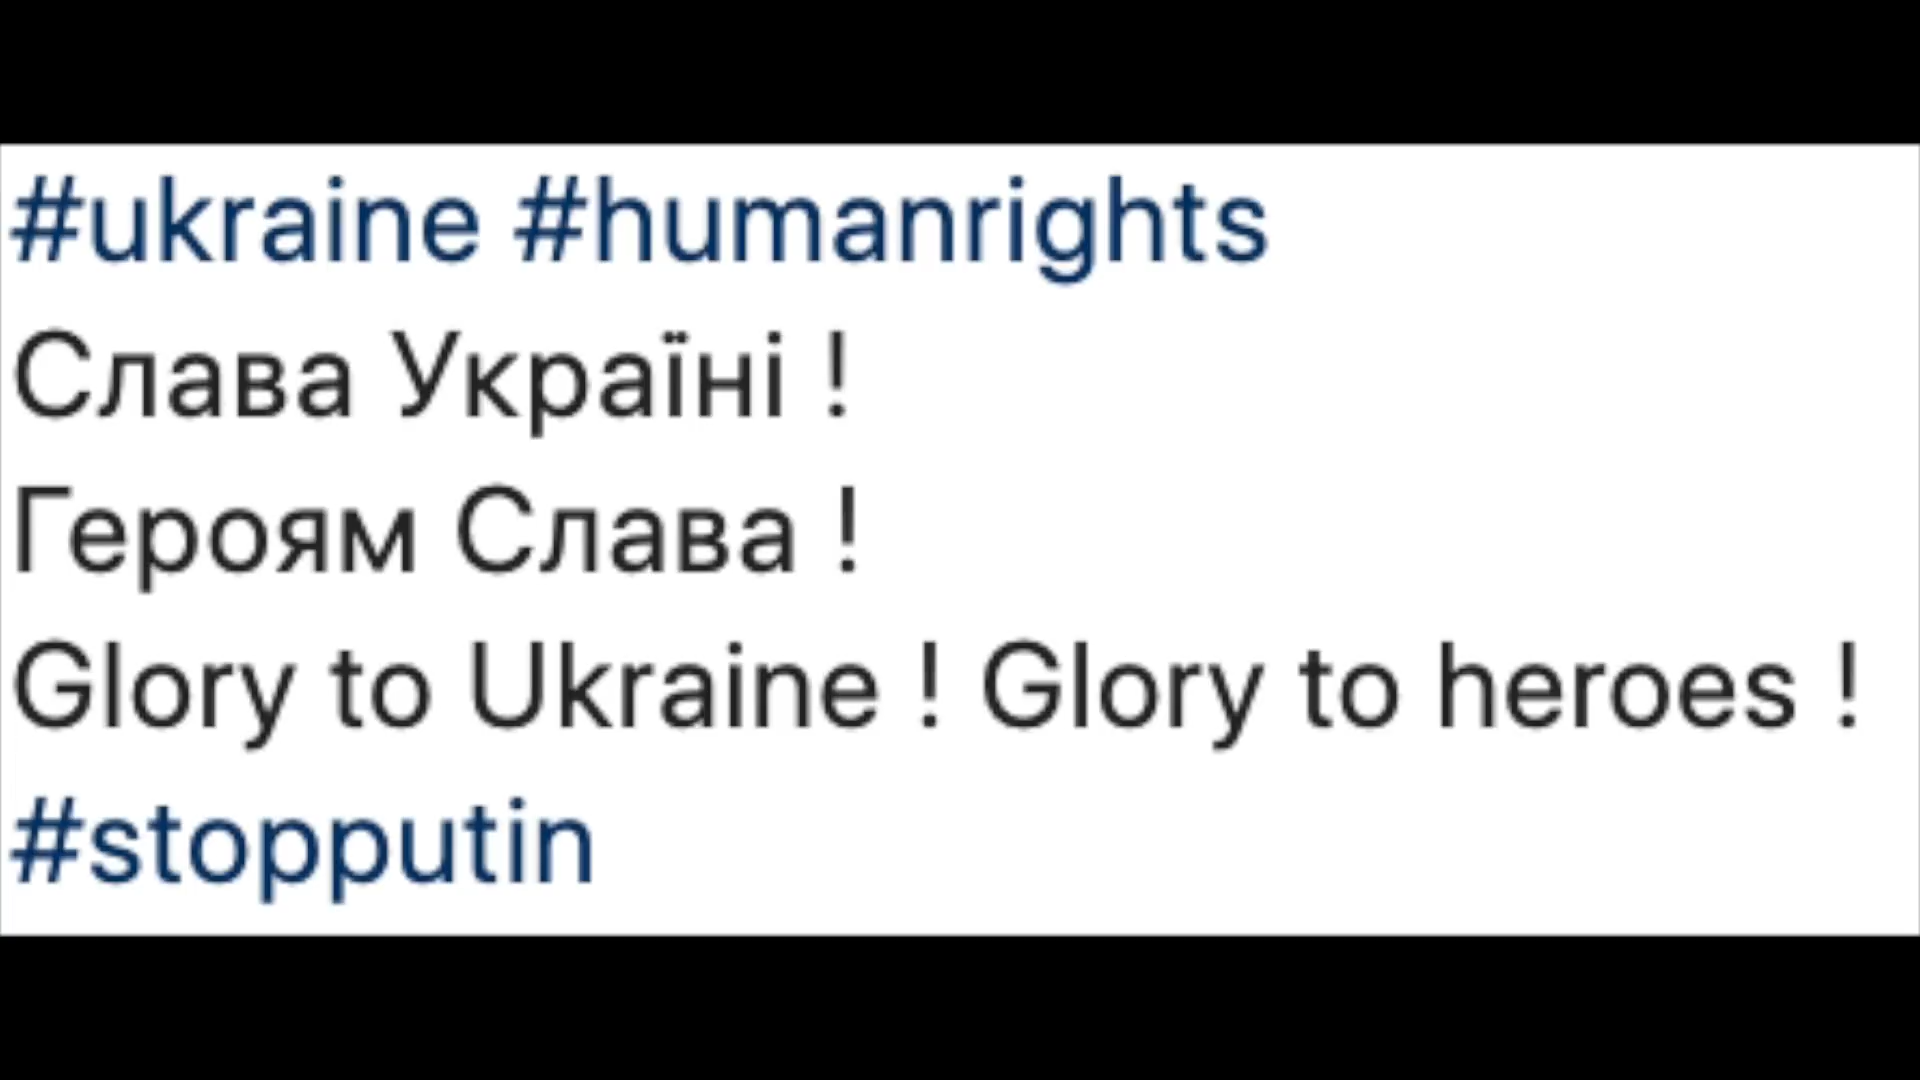 #ukraine #humanrights
Слава Україні !
Героям Слава !
Glory to Ukraine ! Glory to heroes !
#stopputin